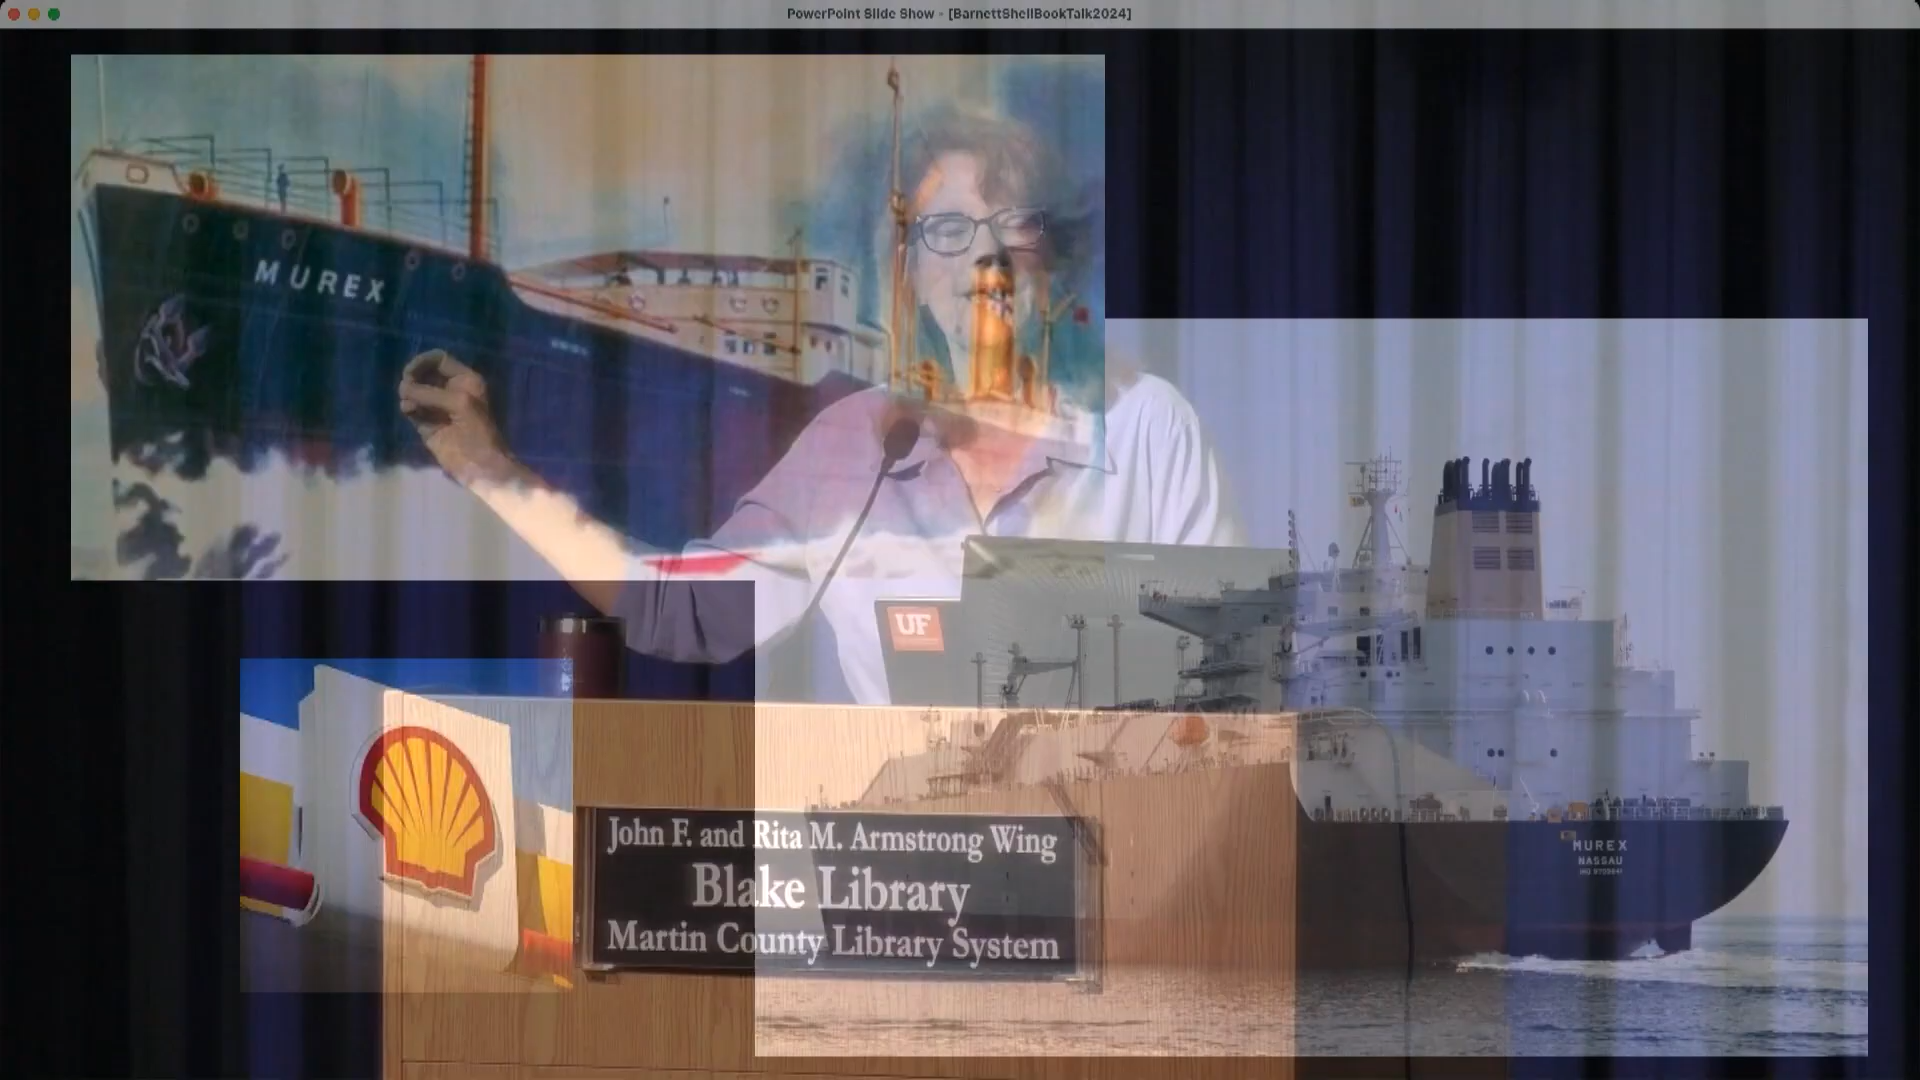 PowerPoint Slide Show - [BarnettShellBookTalk2024]
MUREX
UF
John F. and Rita M. Armstrong Wing
Blake Library
Martin County Library System
MUREX
NASSAU